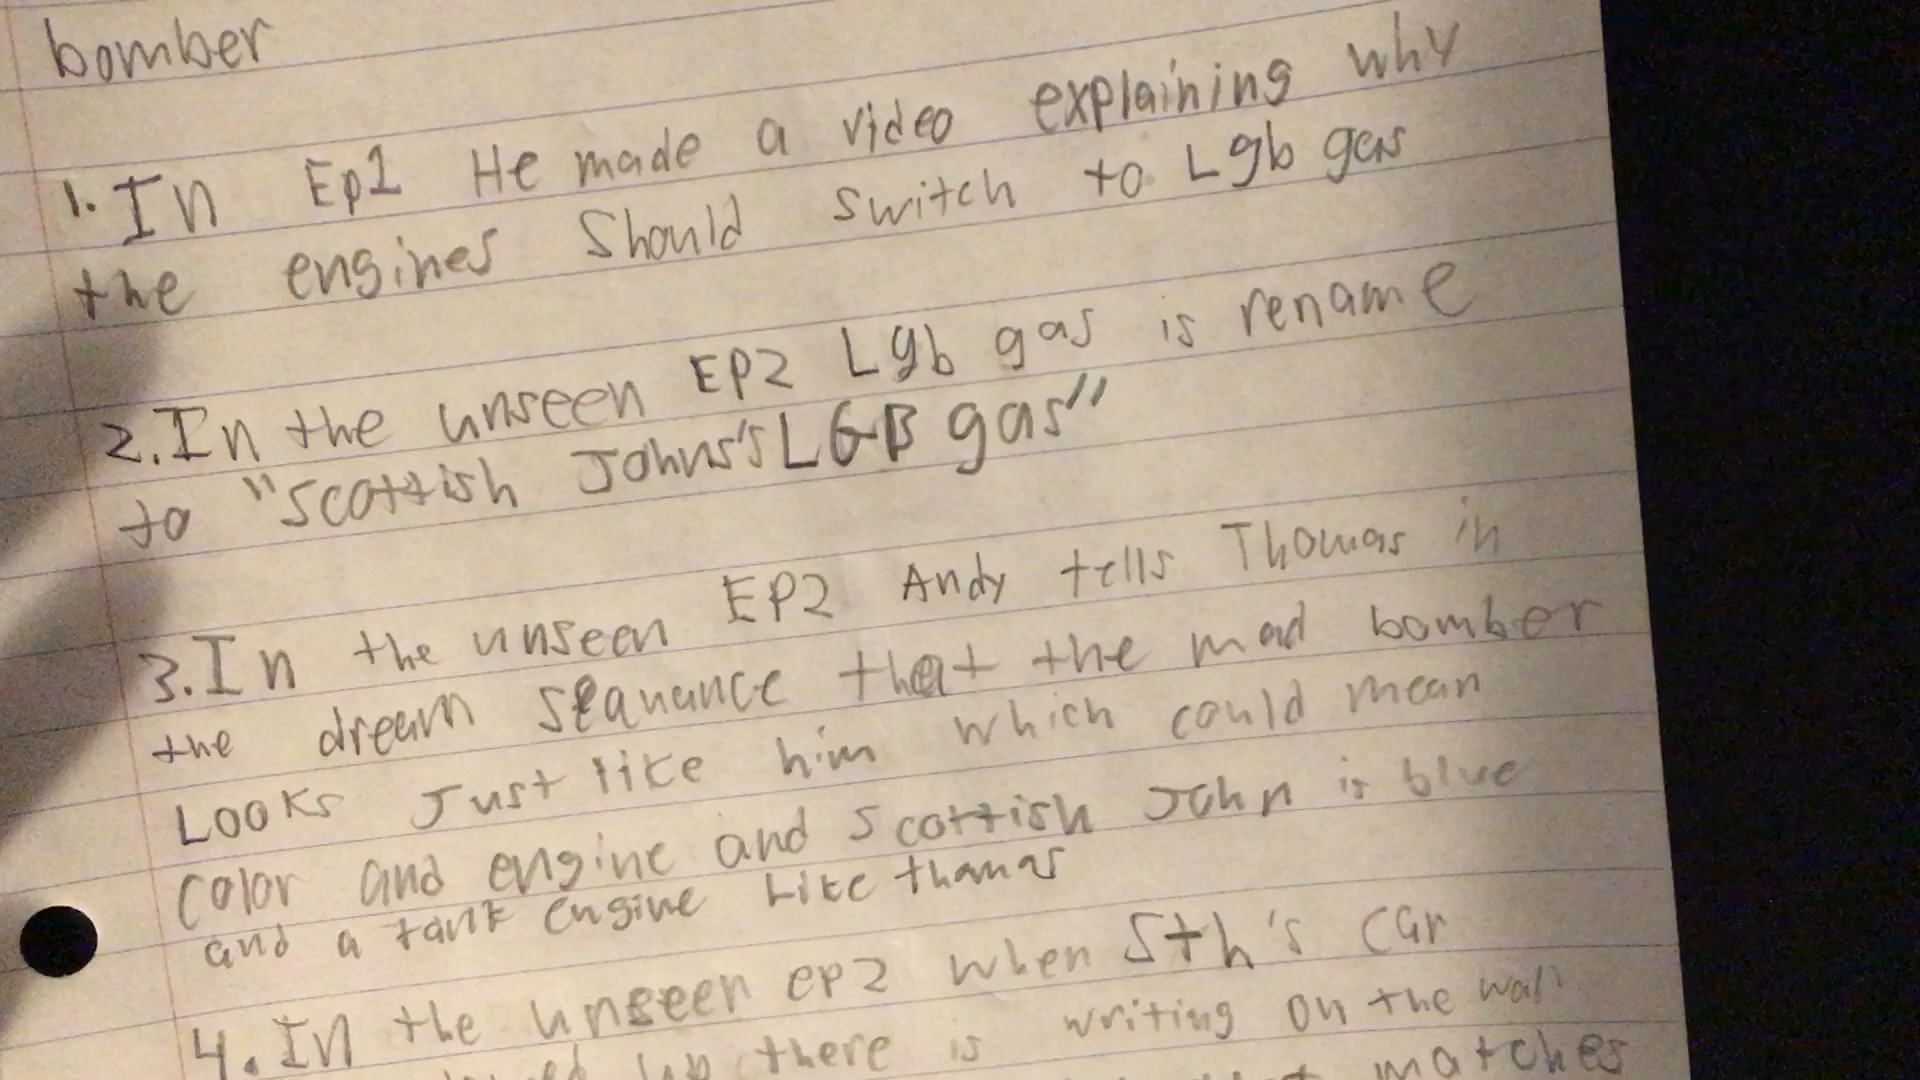 bomber
1. In Ep1 He made a video explaining why
the engines should switch to Lgb gas
2. In the unseen EP2 Lgb gas is rename
to "Scottish Johns's LGB gas"
3. In the unseen EP2 Andy tells Thomas in
the dream seauance that the mad bomber
Looks Just like him which could mean
color and engine and Scottish John is blue
and a tank engine Like thomas
4. In the unseen ep2 when Sth's car
up there is writing on the wall
matches